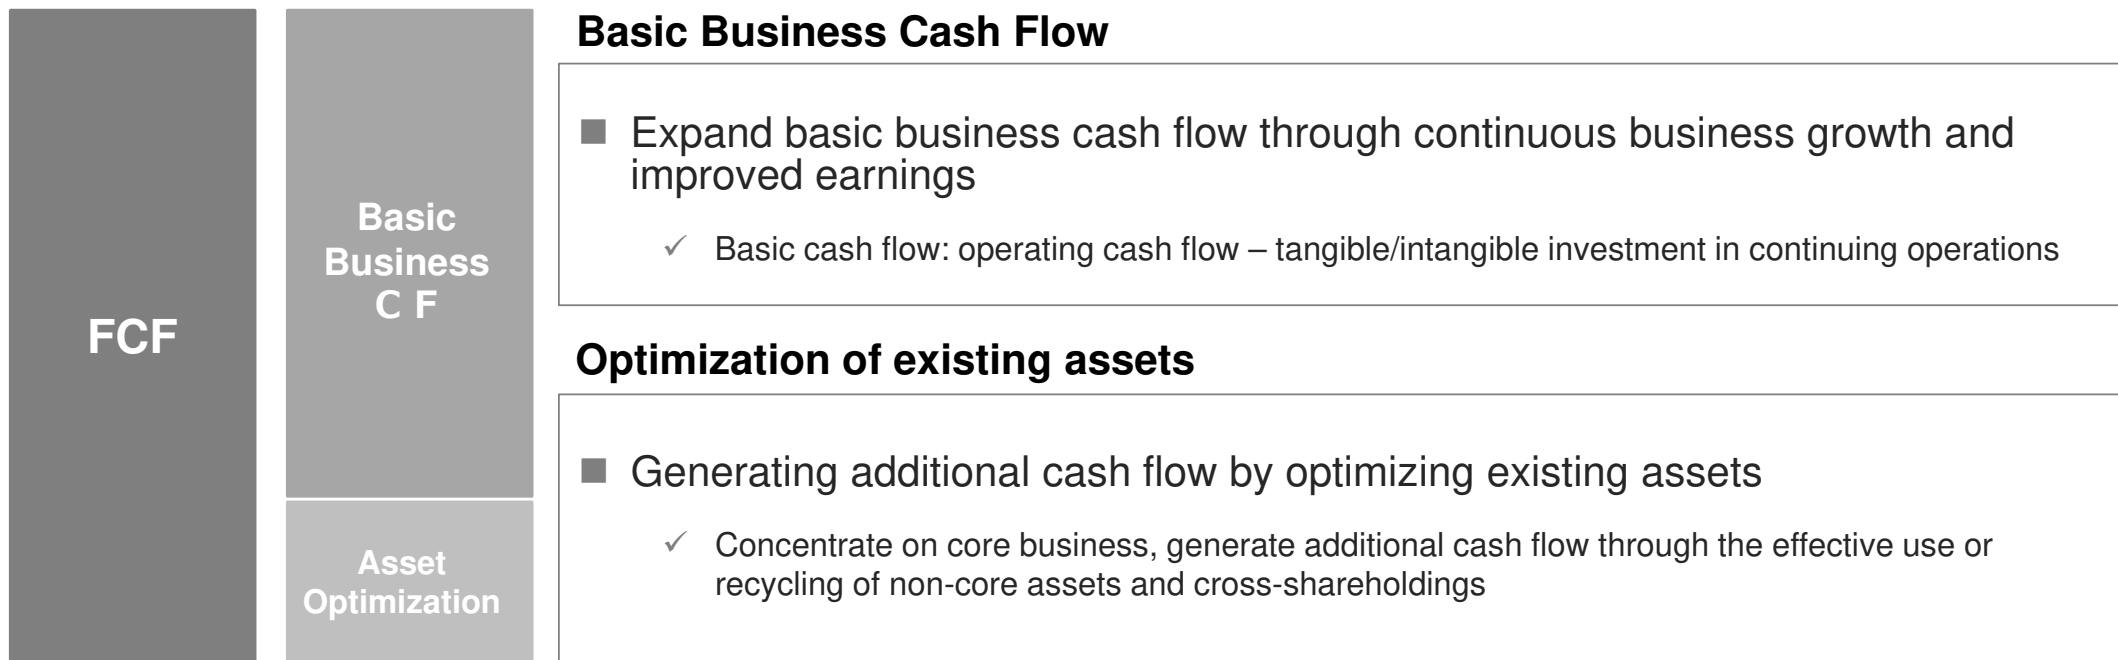 FCF
Basic
Business
C F
Asset
Optimization
Basic Business Cash Flow
■ Expand basic business cash flow through continuous business growth and
improved earnings
✓ Basic cash flow: operating cash flow – tangible/intangible investment in continuing operations
Optimization of existing assets
■ Generating additional cash flow by optimizing existing assets
✓ Concentrate on core business, generate additional cash flow through the effective use or
recycling of non-core assets and cross-shareholdings